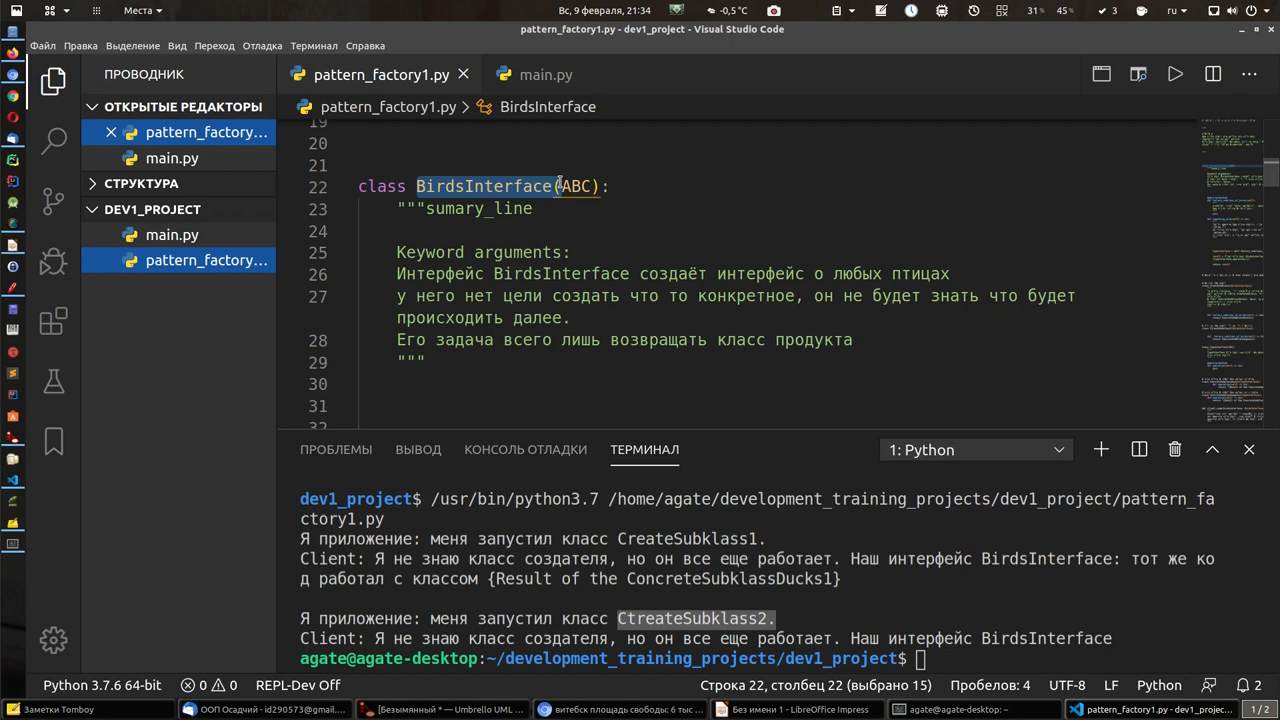 Места
Вс, 9 февраля, 21:34
-0,5 °C
31%
45%
3
ru
pattern_factory1.py - dev1_project - Visual Studio Code
Файл Правка Выделение Вид Переход Отладка Терминал Справка
ПРОВОДНИК
ОТКРЫТЫЕ РЕДАКТОРЫ
pattern_factory...
main.py
СТРУКТУРА
DEV1_PROJECT
main.py
pattern_factory...
pattern_factory1.py
main.py
pattern_factory1.py > BirdsInterface
19
20
21
22 class BirdsInterface(ABC):
23 """sumary_line
24
25 Keyword arguments:
26 Интерфейс BirdsInterface создает интерфейс о любых птицах
27 у него нет цели создать что то конкретное, он не будет знать что будет
происходить далее.
28 Его задача всего лишь возвращать класс продукта
29 """
30
31
32
ПРОБЛЕМЫ ВЫВОД КОНСОЛЬ ОТЛАДКИ ТЕРМИНАЛ
1: Python
dev1_project$ /usr/bin/python3.7 /home/agate/development_training_projects/dev1_project/pattern_fa
ctory1.py
Я приложение: меня запустил класс CreateSubklass1.
Client: Я не знаю класс создателя, но он все еще работает. Наш интерфейс BirdsInterface: тот же ко
д работал с классом {Result of the ConcreteSubklassDucks1}
Я приложение: меня запустил класс CtreateSubklass2.
Client: Я не знаю класс создателя, но он все еще работает. Наш интерфейс BirdsInterface
agate@agate-desktop:~/development_training_projects/dev1_project$
Python 3.7.6 64-bit
0
0
REPL-Dev Off
Строка 22, столбец 22 (выбрано 15)
Пробелов: 4
UTF-8
LF
Python
2
Заметки Tomboy
ООП Осадчий - id290573@gmail....
[*Безымянный *] — Umbrello UML ...
витебск площадь свободы: 6 тыс ...
Без имени 1 - LibreOffice Impress
agate@agate-desktop: ~
pattern_factory1.py - dev1_projec...
1 / 2